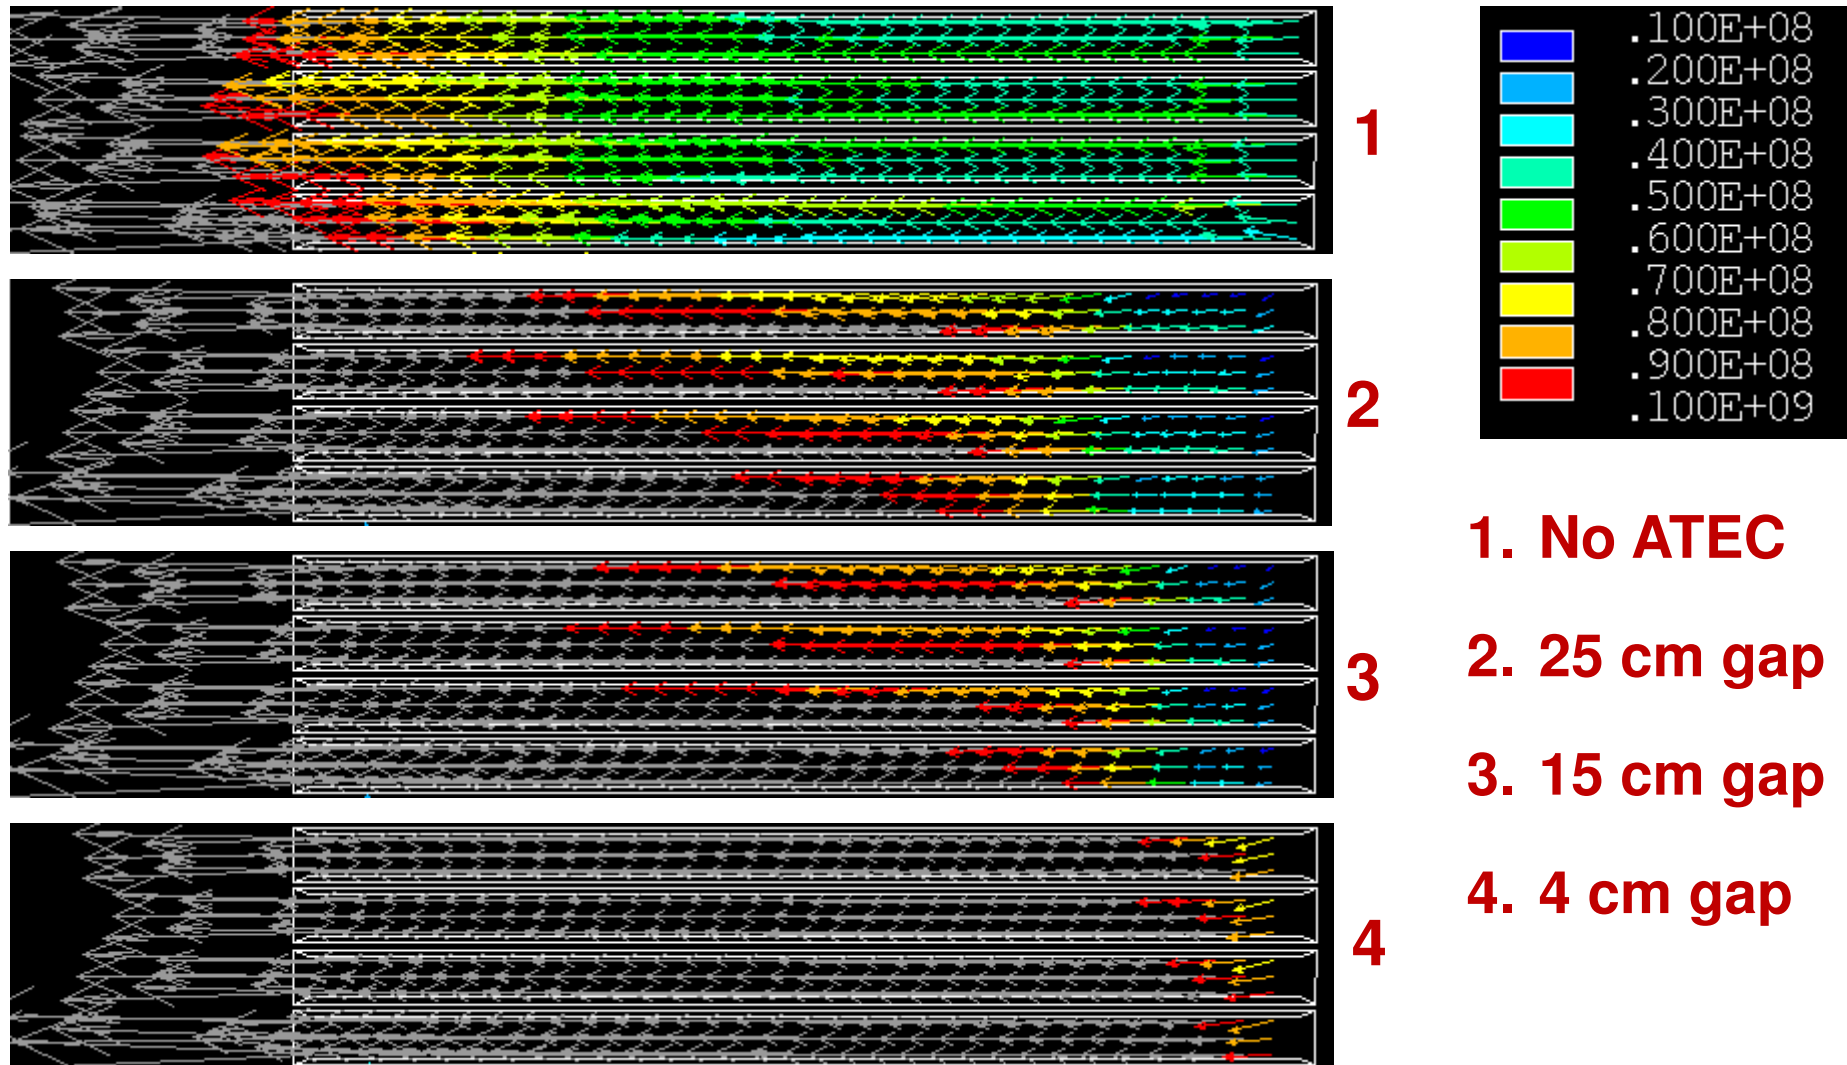 1
2
3
4
.100E+08
.200E+08
.300E+08
.400E+08
.500E+08
.600E+08
.700E+08
.800E+08
.900E+08
.100E+09
1. No ATEC
2. 25 cm gap
3. 15 cm gap
4. 4 cm gap